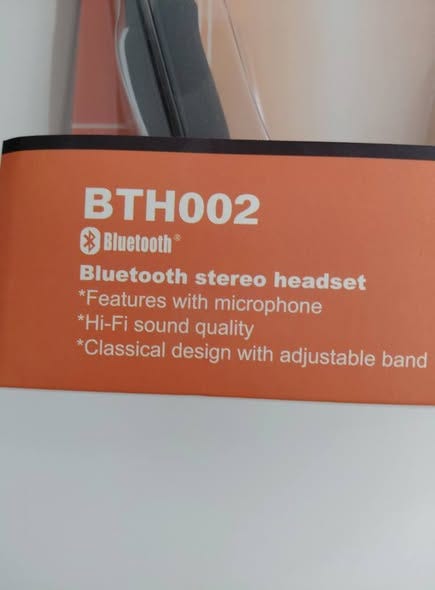 BTH002
Bluetooth®
Bluetooth stereo headset
*Features with microphone
*Hi-Fi sound quality
*Classical design with adjustable band